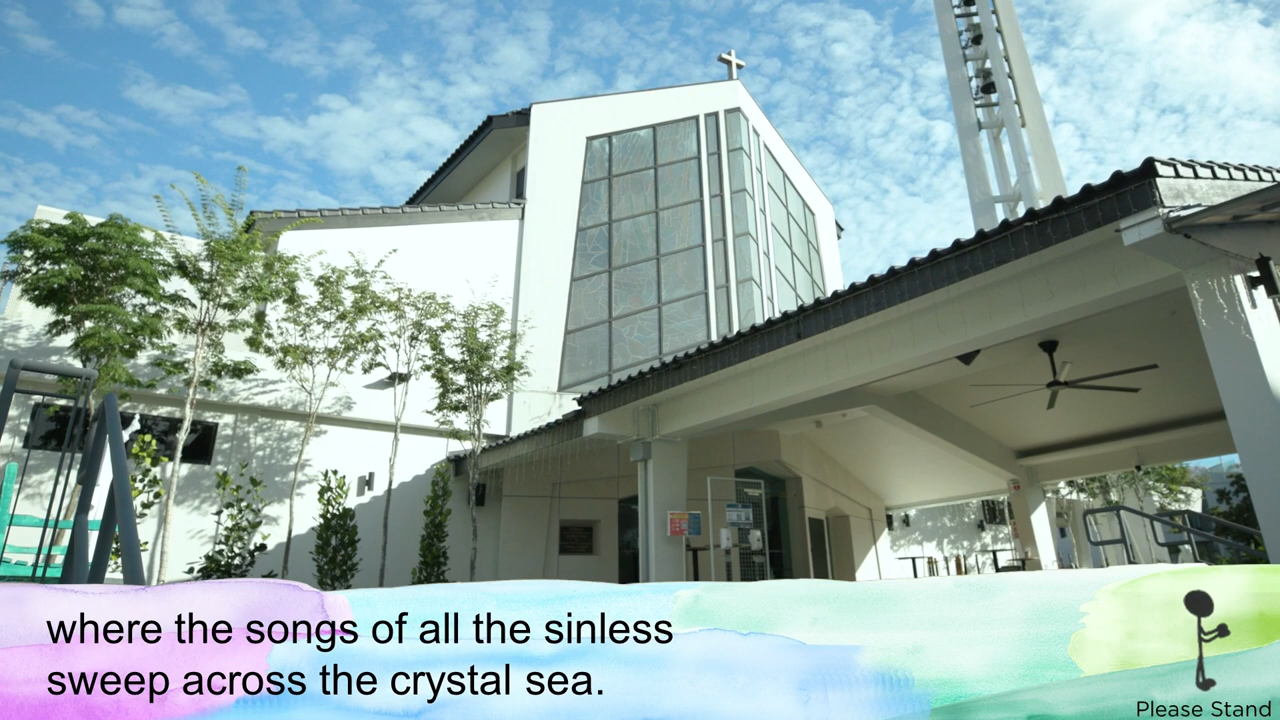 where the songs of all the sinless
sweep across the crystal sea.
Please Stand